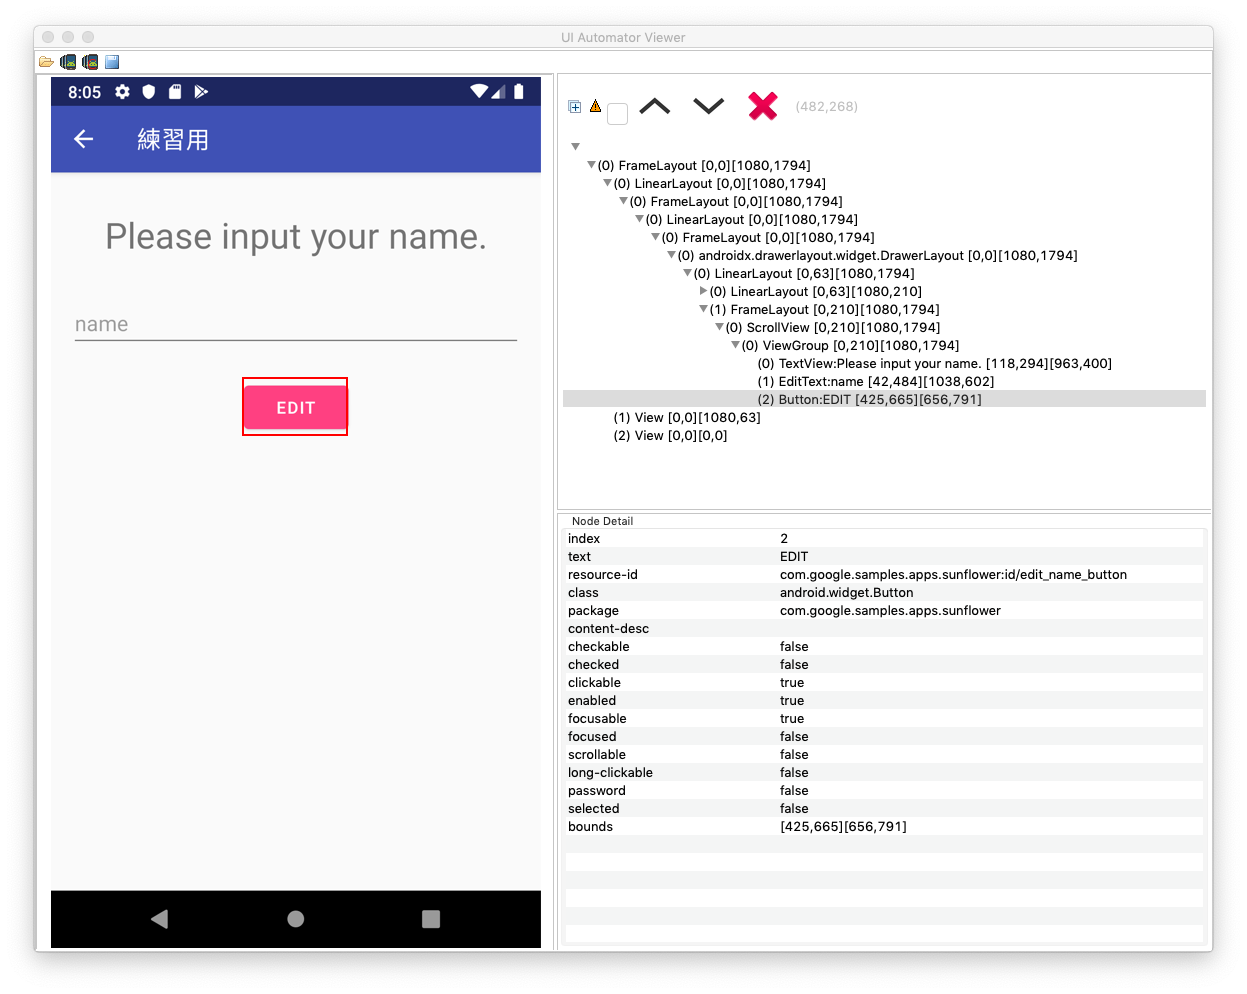 UI Automator Viewer
8:05
練習用
Please input your name.
name
EDIT
(482,268)
(0) FrameLayout [0,0][1080,1794]
(0) LinearLayout [0,0][1080,1794]
(0) FrameLayout [0,0][1080,1794]
(0) LinearLayout [0,0][1080,1794]
(0) FrameLayout [0,0][1080,1794]
(0) androidx.drawerlayout.widget.DrawerLayout [0,0][1080,1794]
(0) LinearLayout [0,63][1080,1794]
(0) LinearLayout [0,63][1080,210]
(1) FrameLayout [0,210][1080,1794]
(0) ScrollView [0,210][1080,1794]
(0) ViewGroup [0,210][1080,1794]
(0) TextView:Please input your name. [118,294][963,400]
(1) EditText:name [42,484][1038,602]
(2) Button:EDIT [425,665][656,791]
(1) View [0,0][1080,63]
(2) View [0,0][0,0]
Node Detail
index 2
text EDIT
resource-id com.google.samples.apps.sunflower:id/edit_name_button
class android.widget.Button
package com.google.samples.apps.sunflower
content-desc
checkable false
checked false
clickable true
enabled true
focusable true
focused false
scrollable false
long-clickable false
password false
selected false
bounds [425,665][656,791]